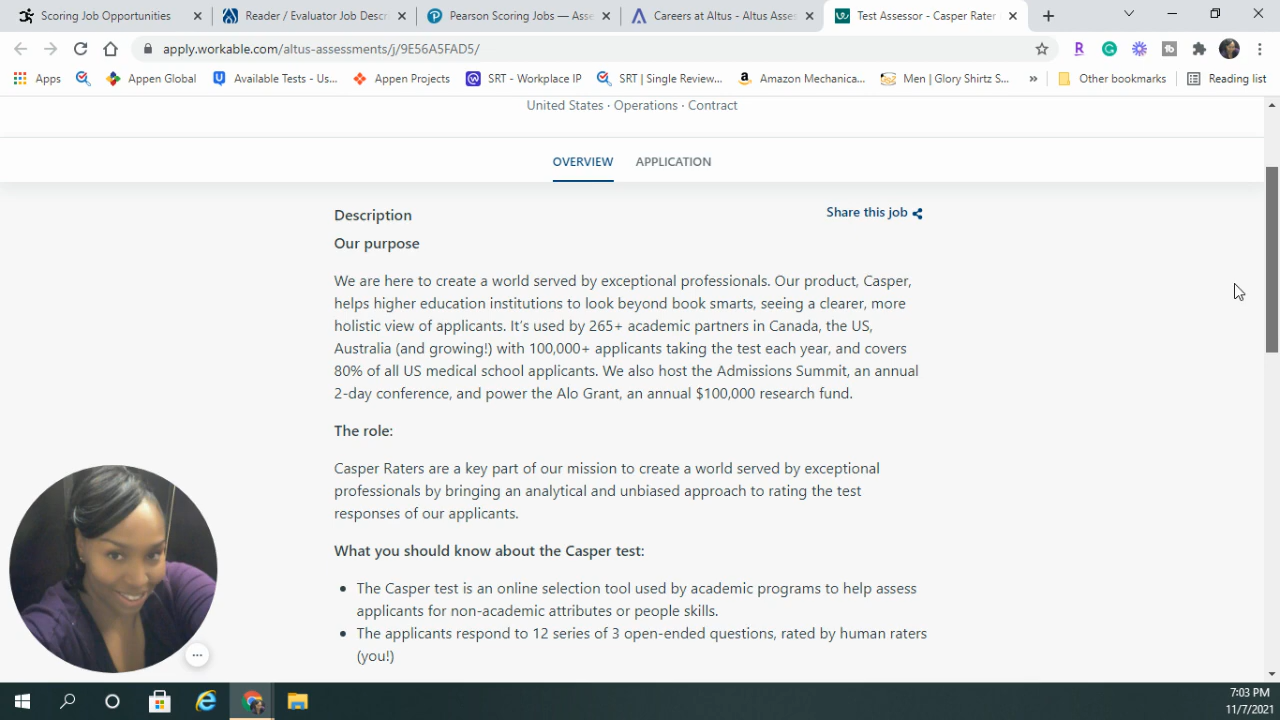 Scoring Job Opportunities
Reader / Evaluator Job Descr
Pearson Scoring Jobs — Asse
Careers at Altus - Altus Asse
Test Assessor - Casper Rater
apply.workable.com/altus-assessments/j/9E56A5FAD5/
Apps
Appen Global
Available Tests - Us...
Appen Projects
SRT - Workplace IP
SRT | Single Review...
Amazon Mechanica...
Men | Glory Shirtz S...
Other bookmarks
Reading list
United States · Operations · Contract
OVERVIEW
APPLICATION
Description
Share this job
Our purpose
We are here to create a world served by exceptional professionals. Our product, Casper,
helps higher education institutions to look beyond book smarts, seeing a clearer, more
holistic view of applicants. It's used by 265+ academic partners in Canada, the US,
Australia (and growing!) with 100,000+ applicants taking the test each year, and covers
80% of all US medical school applicants. We also host the Admissions Summit, an annual
2-day conference, and power the Alo Grant, an annual $100,000 research fund.
The role:
Casper Raters are a key part of our mission to create a world served by exceptional
professionals by bringing an analytical and unbiased approach to rating the test
responses of our applicants.
What you should know about the Casper test:
• The Casper test is an online selection tool used by academic programs to help assess
applicants for non-academic attributes or people skills.
• The applicants respond to 12 series of 3 open-ended questions, rated by human raters
(you!)
7:03 PM
11/7/2021